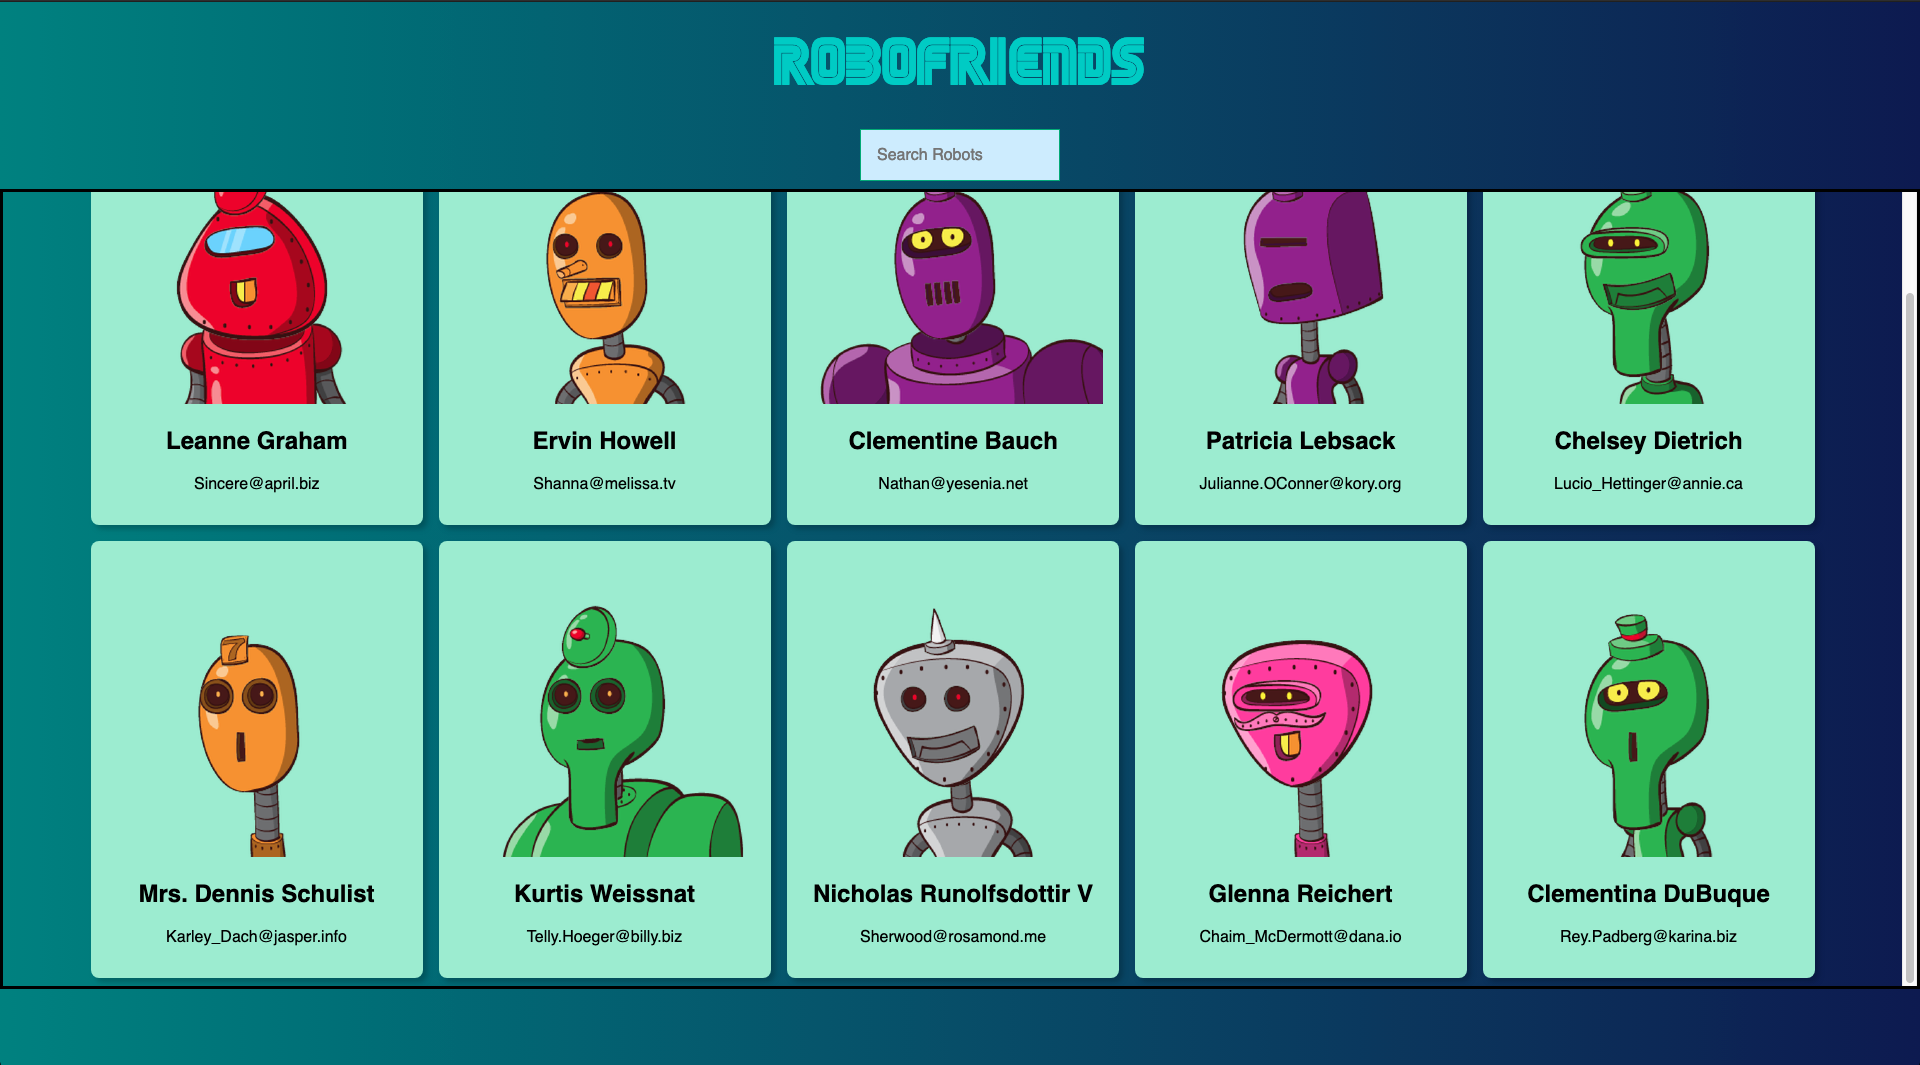 ROBOFRIENDS
Search Robots
Leanne Graham
Sincere@april.biz
Ervin Howell
Shanna@melissa.tv
Clementine Bauch
Nathan@yesenia.net
Patricia Lebsack
Julianne.OConner@kory.org
Chelsey Dietrich
Lucio_Hettinger@annie.ca
7
Mrs. Dennis Schulist
Karley_Dach@jasper.info
Kurtis Weissnat
Telly.Hoeger@billy.biz
Nicholas Runolfsdottir V
Sherwood@rosamond.me
Glenna Reichert
Chaim_McDermott@dana.io
Clementina DuBuque
Rey.Padberg@karina.biz